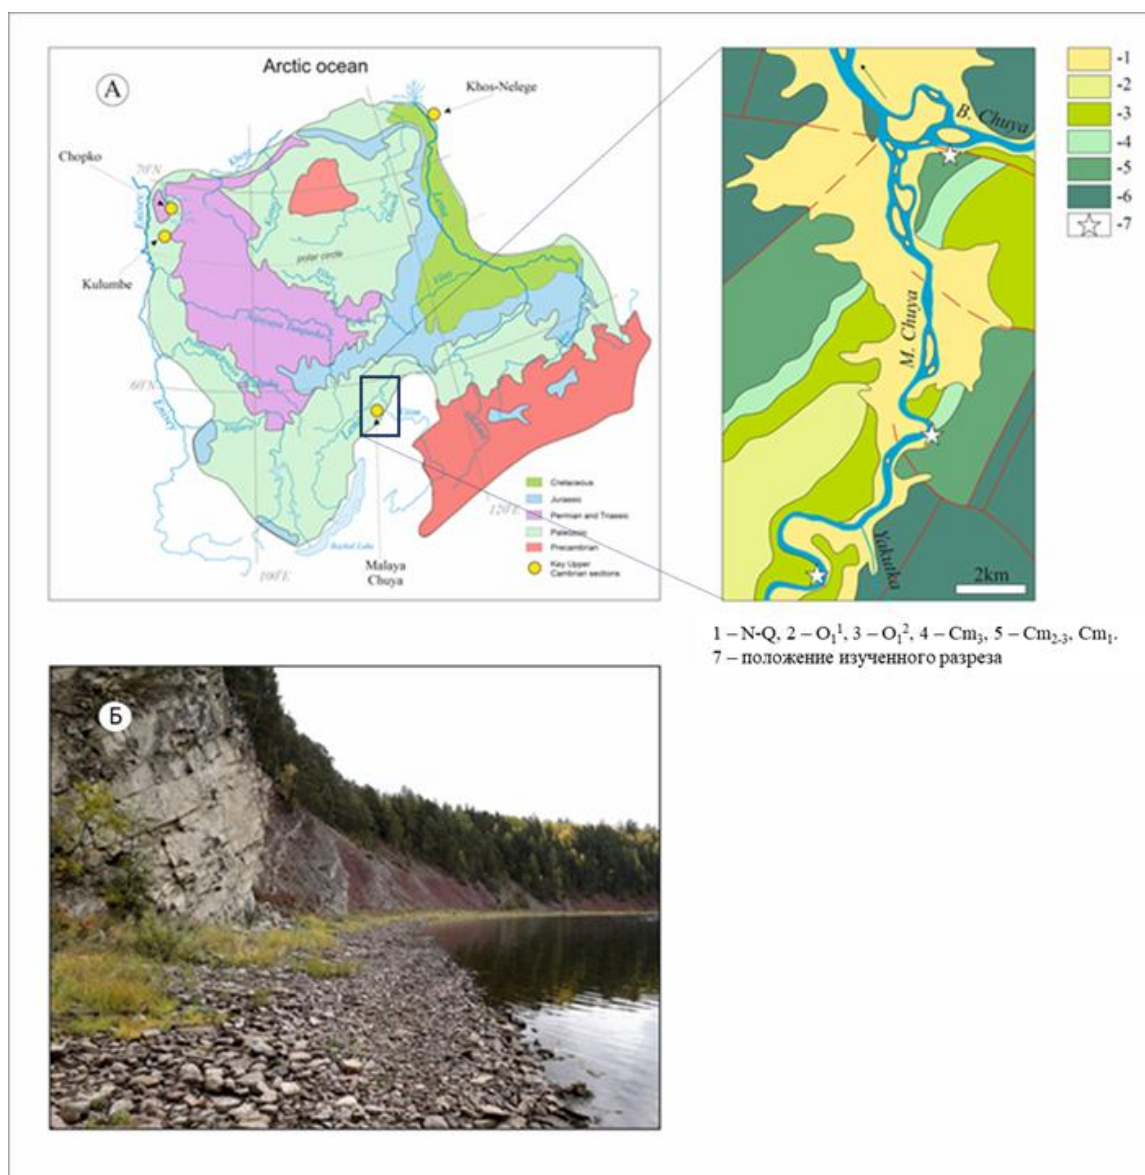 А
Arctic ocean
Khos-Nelege
Chopko
70°N
Lena
polar circle
Kulumbe
60°N
120°E
100°E
Baykal Lake
Malaya
Chuya
Cretaceous
Jurassic
Permian and Triassic
Paleozoic
Precambrian
Key Upper
Cambrian sections
B. Chuya
M. Chuya
Yakutka
2km
-1
-2
-3
-4
-5
-6
-7
1 – N-Q, 2 – O₁¹, 3 – O₁², 4 – Cm₃, 5 – Cm₂₋₃, Cm₁.
7 – положение изученного разреза
Б